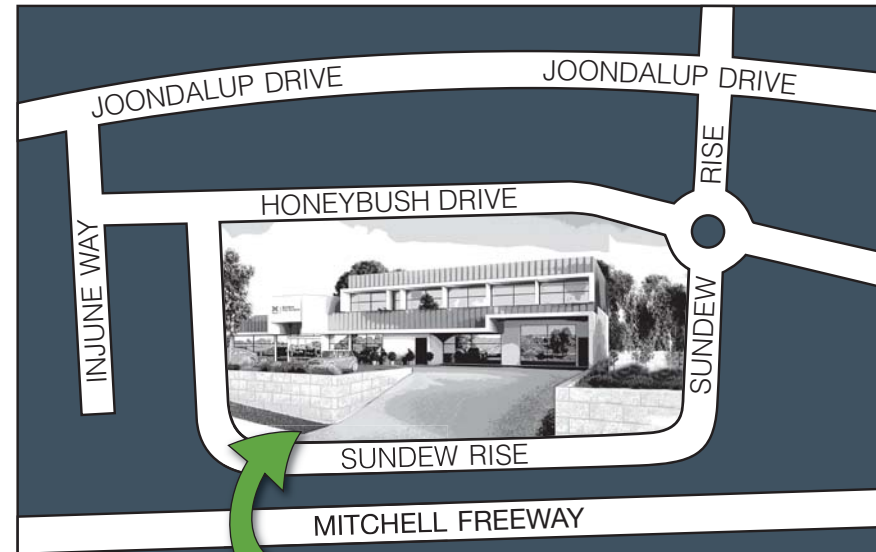 JOONDALUP DRIVE
JOONDALUP DRIVE
RISE
HONEYBUSH DRIVE
INJUNE WAY
SUNDEW
SUNDEW RISE
MITCHELL FREEWAY